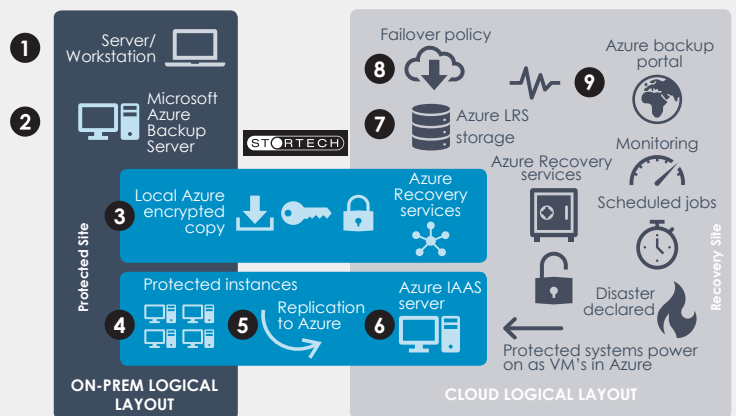 1
Server/
Workstation
2
Microsoft
Azure
Backup
Server
STORTECH
3
Local Azure
encrypted
copy
Azure
Recovery
services
4
Protected instances
5
Replication
to Azure
6
Azure IAAS
server
Protected Site
ON-PREM LOGICAL
LAYOUT
Failover policy
8
7
Azure LRS
storage
9
Azure backup
portal
Monitoring
Azure Recovery
services
Scheduled jobs
Disaster
declared
Protected systems power
on as VM's in Azure
Recovery Site
CLOUD LOGICAL LAYOUT